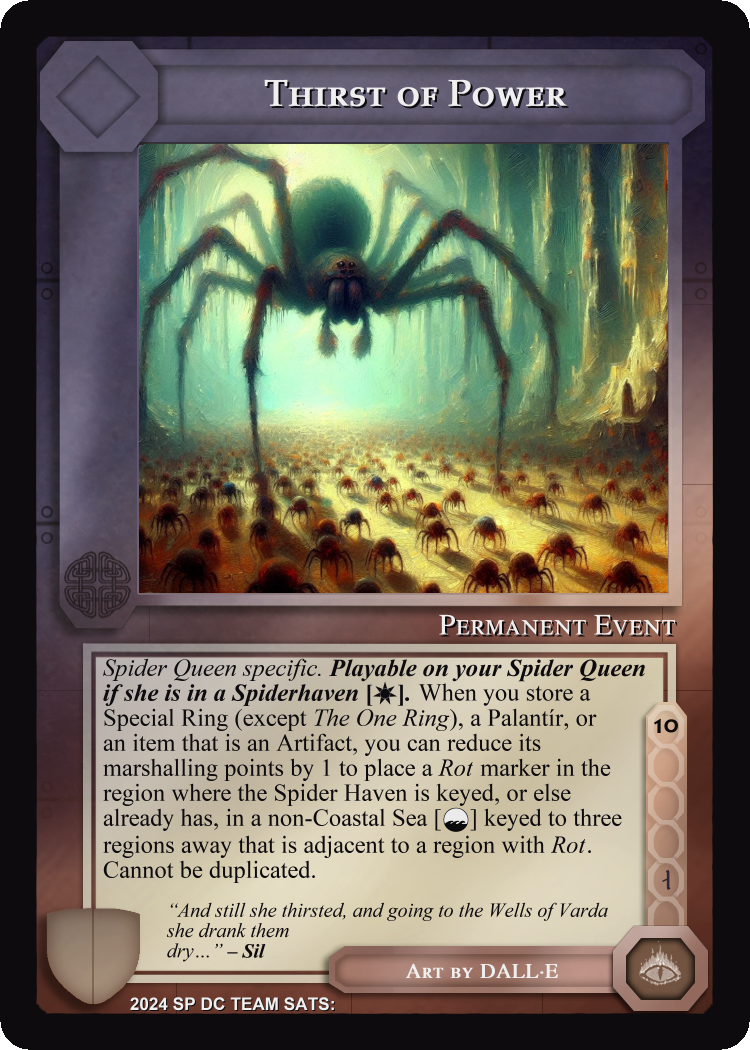 Thirst of Power
Permanent Event
Spider Queen specific. Playable on your Spider Queen
if she is in a Spiderhaven []. When you store a
Special Ring (except The One Ring), a Palantír, or
an item that is an Artifact, you can reduce its
marshalling points by 1 to place a Rot marker in the
region where the Spider Haven is keyed, or else
already has, in a non-Coastal Sea [] keyed to three
regions away that is adjacent to a region with Rot.
Cannot be duplicated.
10
“And still she thirsted, and going to the Wells of Varda
she drank them
dry…” – Sil
Art by DALL·E
2024 SP DC TEAM SATS: